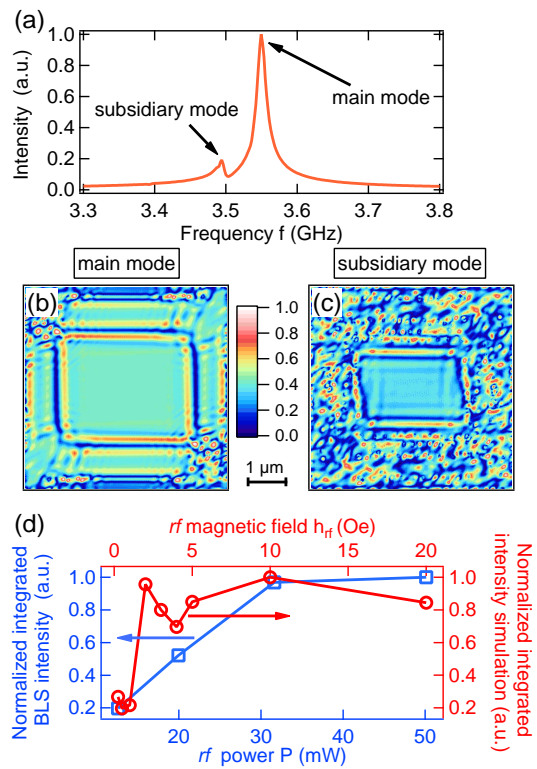 (a)
Intensity (a.u.)
1.0
0.8
0.6
0.4
0.2
0.0
subsidiary mode
main mode
3.3
3.4
3.5
3.6
3.7
3.8
Frequency f (GHz)
main mode
subsidiary mode
(b)
1.0
0.8
0.6
0.4
0.2
0.0
1 µm
(c)
(d)
rf magnetic field h_rf (Oe)
0
5
10
15
20
Normalized integrated
BLS intensity (a.u.)
1.0
0.8
0.6
0.4
0.2
1.0
0.8
0.6
0.4
0.2
Normalized integrated
intensity simulation
(a.u.)
20
30
40
50
rf power P (mW)